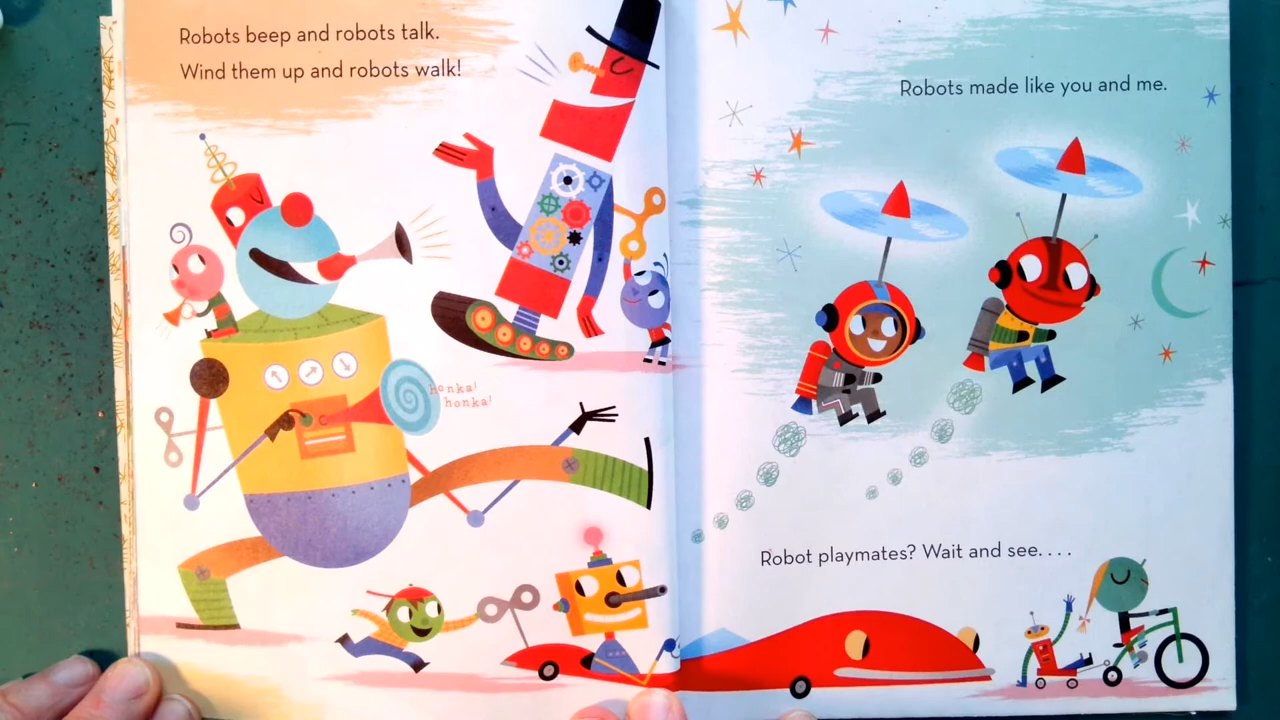 Robots beep and robots talk.
Wind them up and robots walk!
honka!
honka!
Robots made like you and me.
Robot playmates? Wait and see. . . .